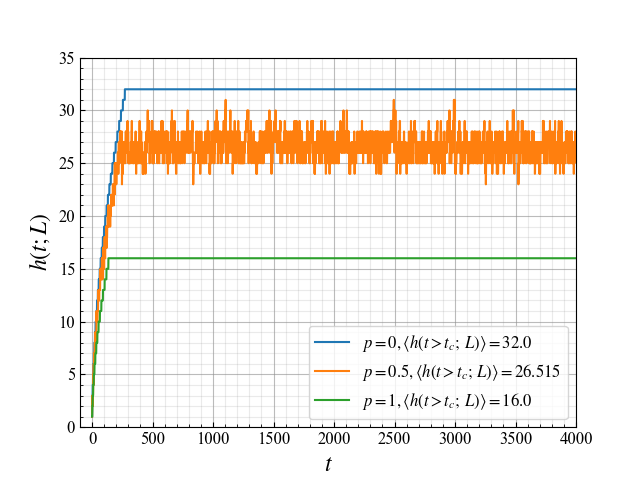 35
30
25
20
15
10
5
0
h(t; L)
0 500 1000 1500 2000 2500 3000 3500 4000
t
p = 0, ⟨h(t > t_c; L)⟩ = 32.0
p = 0.5, ⟨h(t > t_c; L)⟩ = 26.515
p = 1, ⟨h(t > t_c; L)⟩ = 16.0